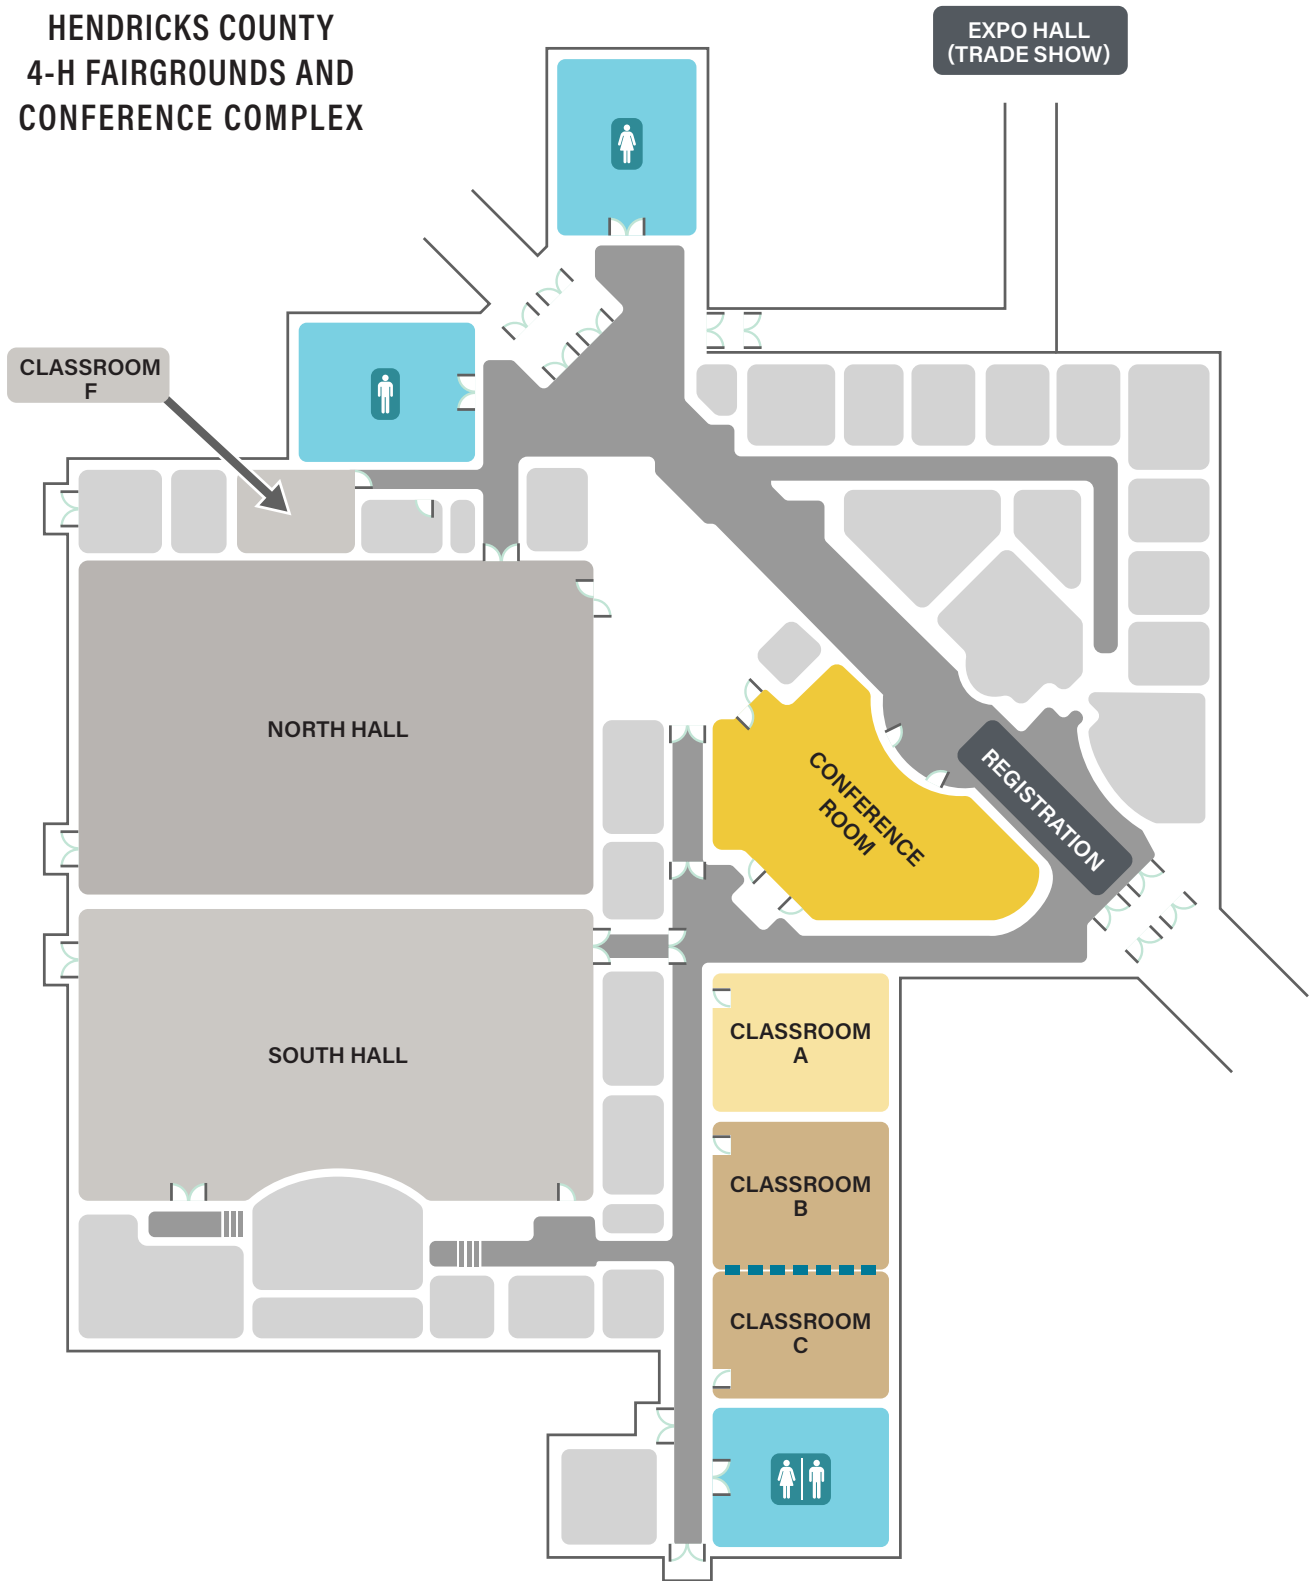 HENDRICKS COUNTY
4-H FAIRGROUNDS AND
CONFERENCE COMPLEX
EXPO HALL
(TRADE SHOW)
CLASSROOM
F
NORTH HALL
CONFERENCE
ROOM
REGISTRATION
SOUTH HALL
CLASSROOM
A
CLASSROOM
B
CLASSROOM
C